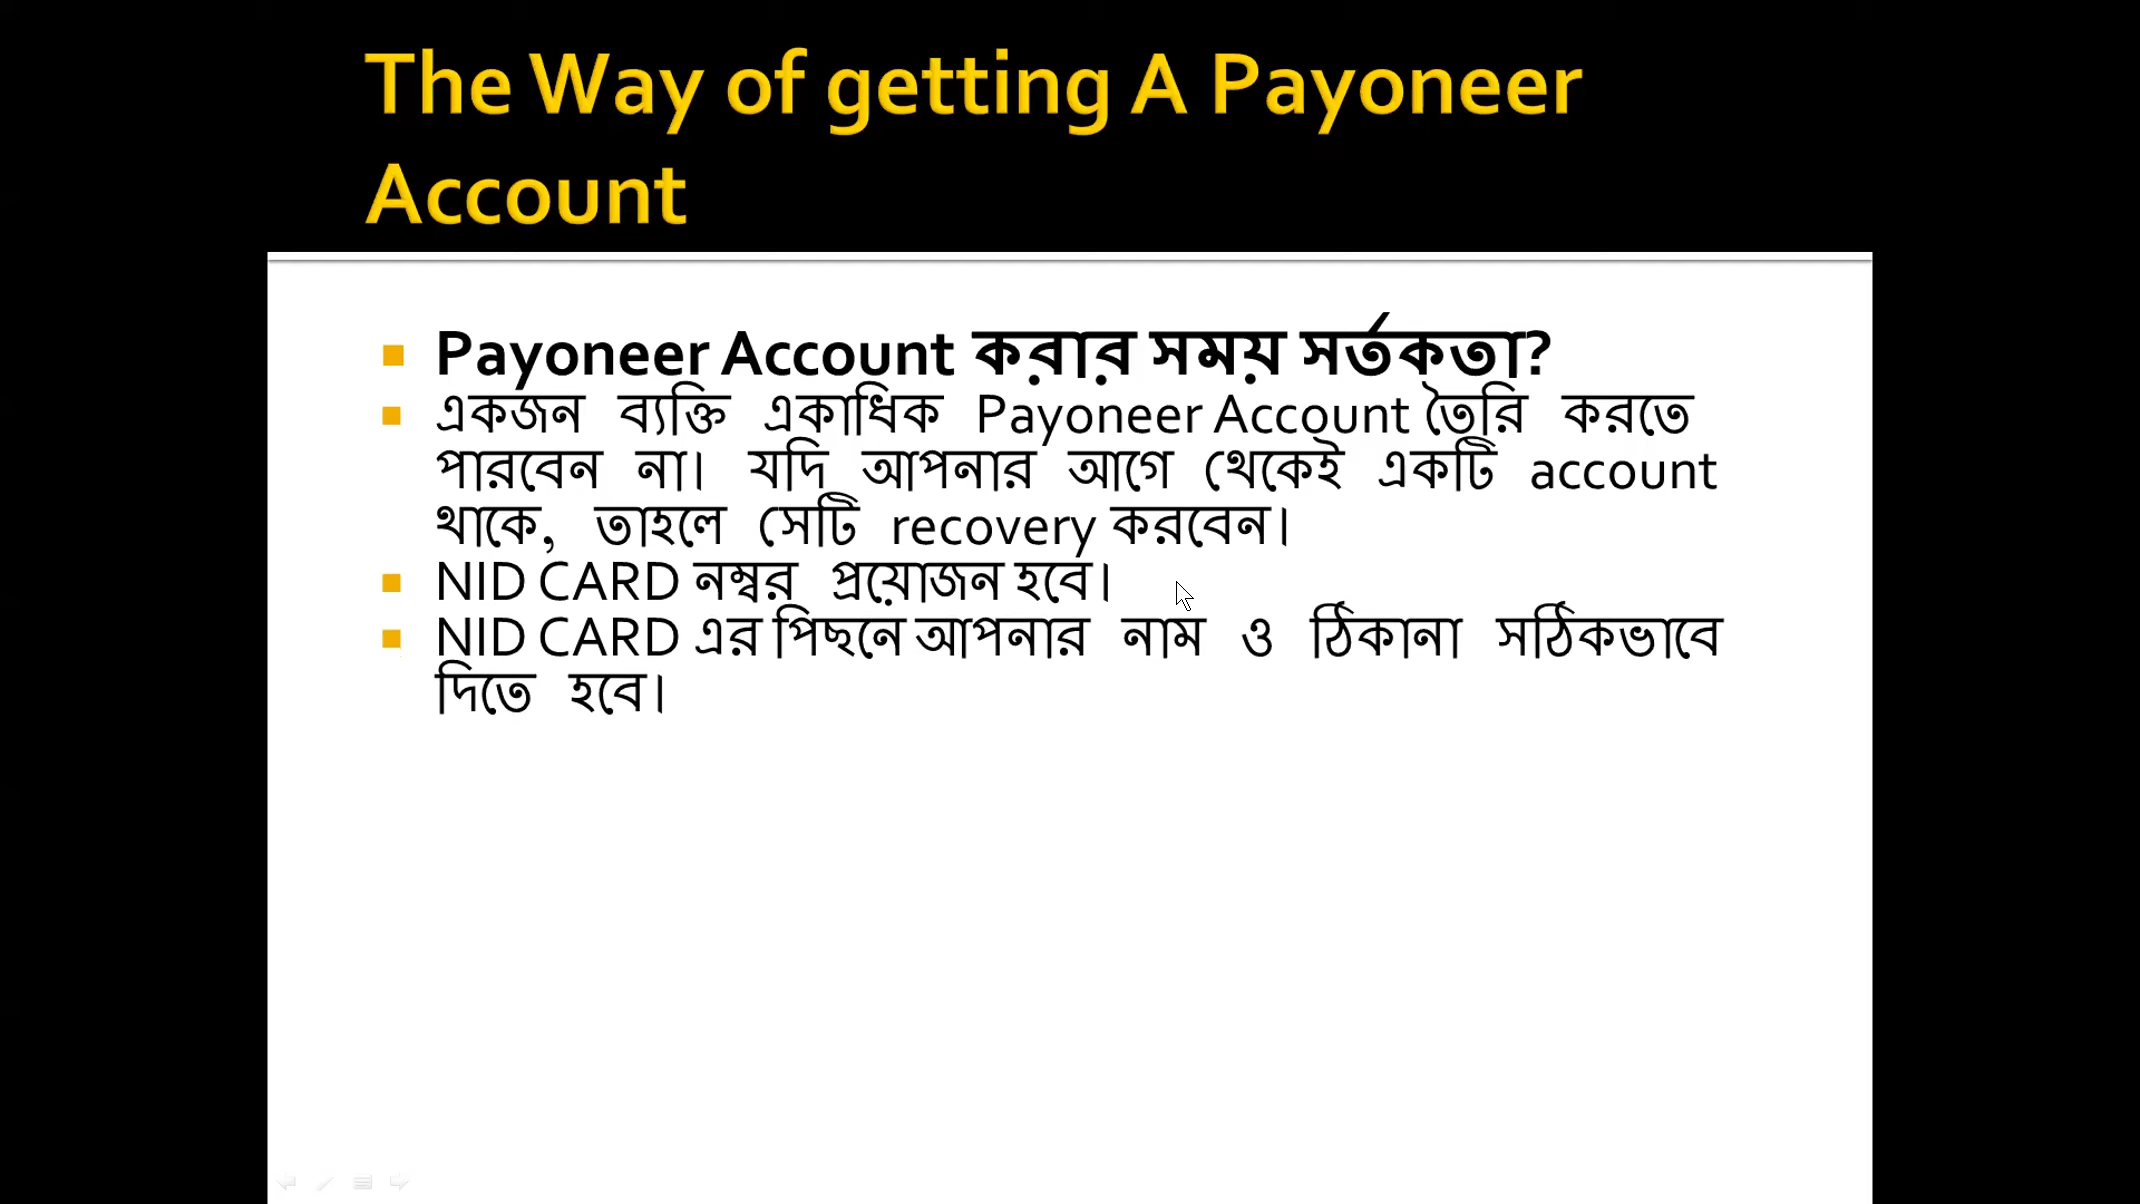 The Way of getting A Payoneer
Account
Payoneer Account করার সময় সর্তকতা?
একজন ব্যক্তি একাধিক Payoneer Account তৈরি করতে
পারবেন না। যদি আপনার আগে থেকেই একটি account
থাকে, তাহলে সেটি recovery করবেন।
NID CARD নম্বর প্রয়োজন হবে।
NID CARD এর পিছনে আপনার নাম ও ঠিকানা সঠিকভাবে
দিতে হবে।